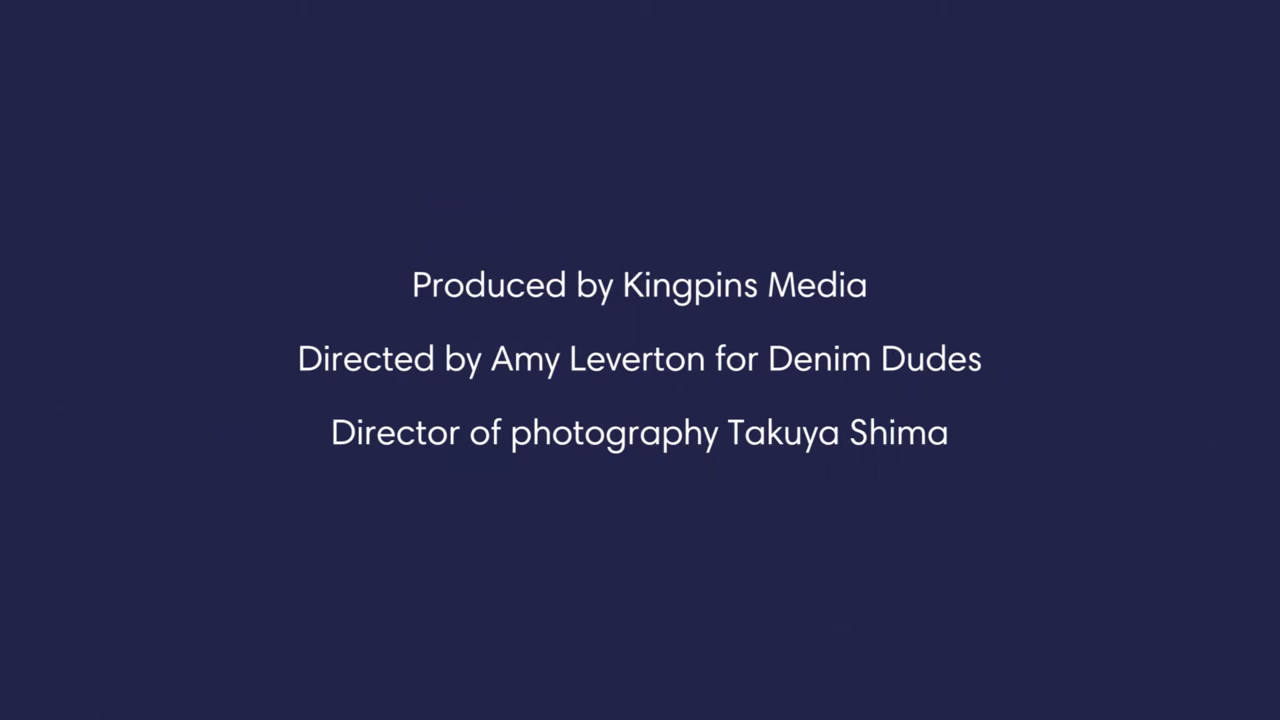 Produced by Kingpins Media
Directed by Amy Leverton for Denim Dudes
Director of photography Takuya Shima